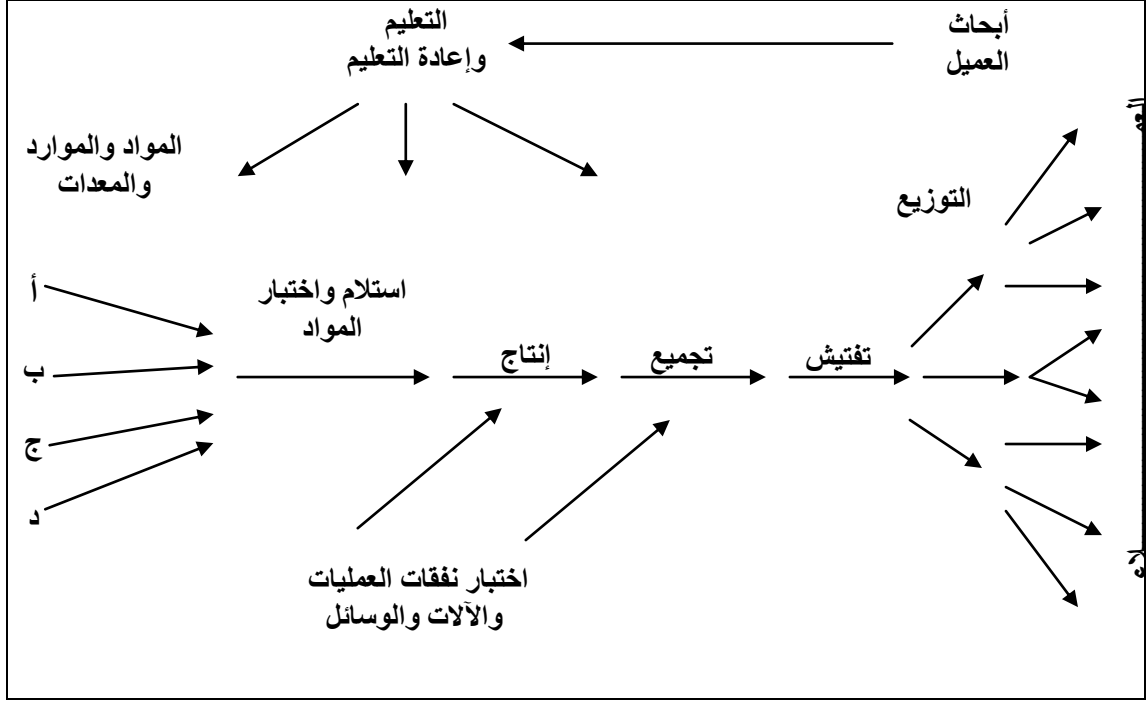 أبحاث
العميل
التعليم
وإعادة التعليم
المواد والموارد
والمعدات
التوزيع
أ
ب
ج
د
استلام واختبار
المواد
إنتاج
تجميع
تفتيش
اختبار نفقات العمليات
والآلات والوسائل